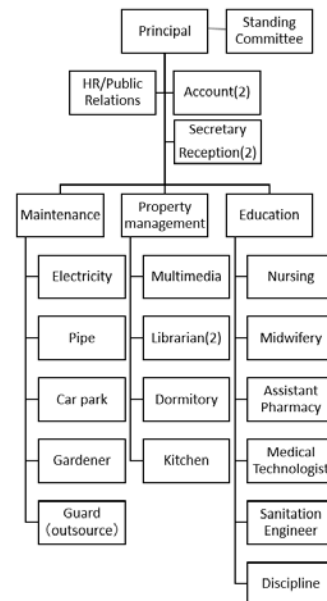 Principal
Standing
Committee
HR/Public
Relations
Account(2)
Secretary
Reception(2)
Maintenance
Property
management
Education
Electricity
Multimedia
Nursing
Pipe
Librarian(2)
Midwifery
Car park
Dormitory
Assistant
Pharmacy
Gardener
Kitchen
Medical
Technologist
Guard
(outsource）
Sanitation
Engineer
Discipline